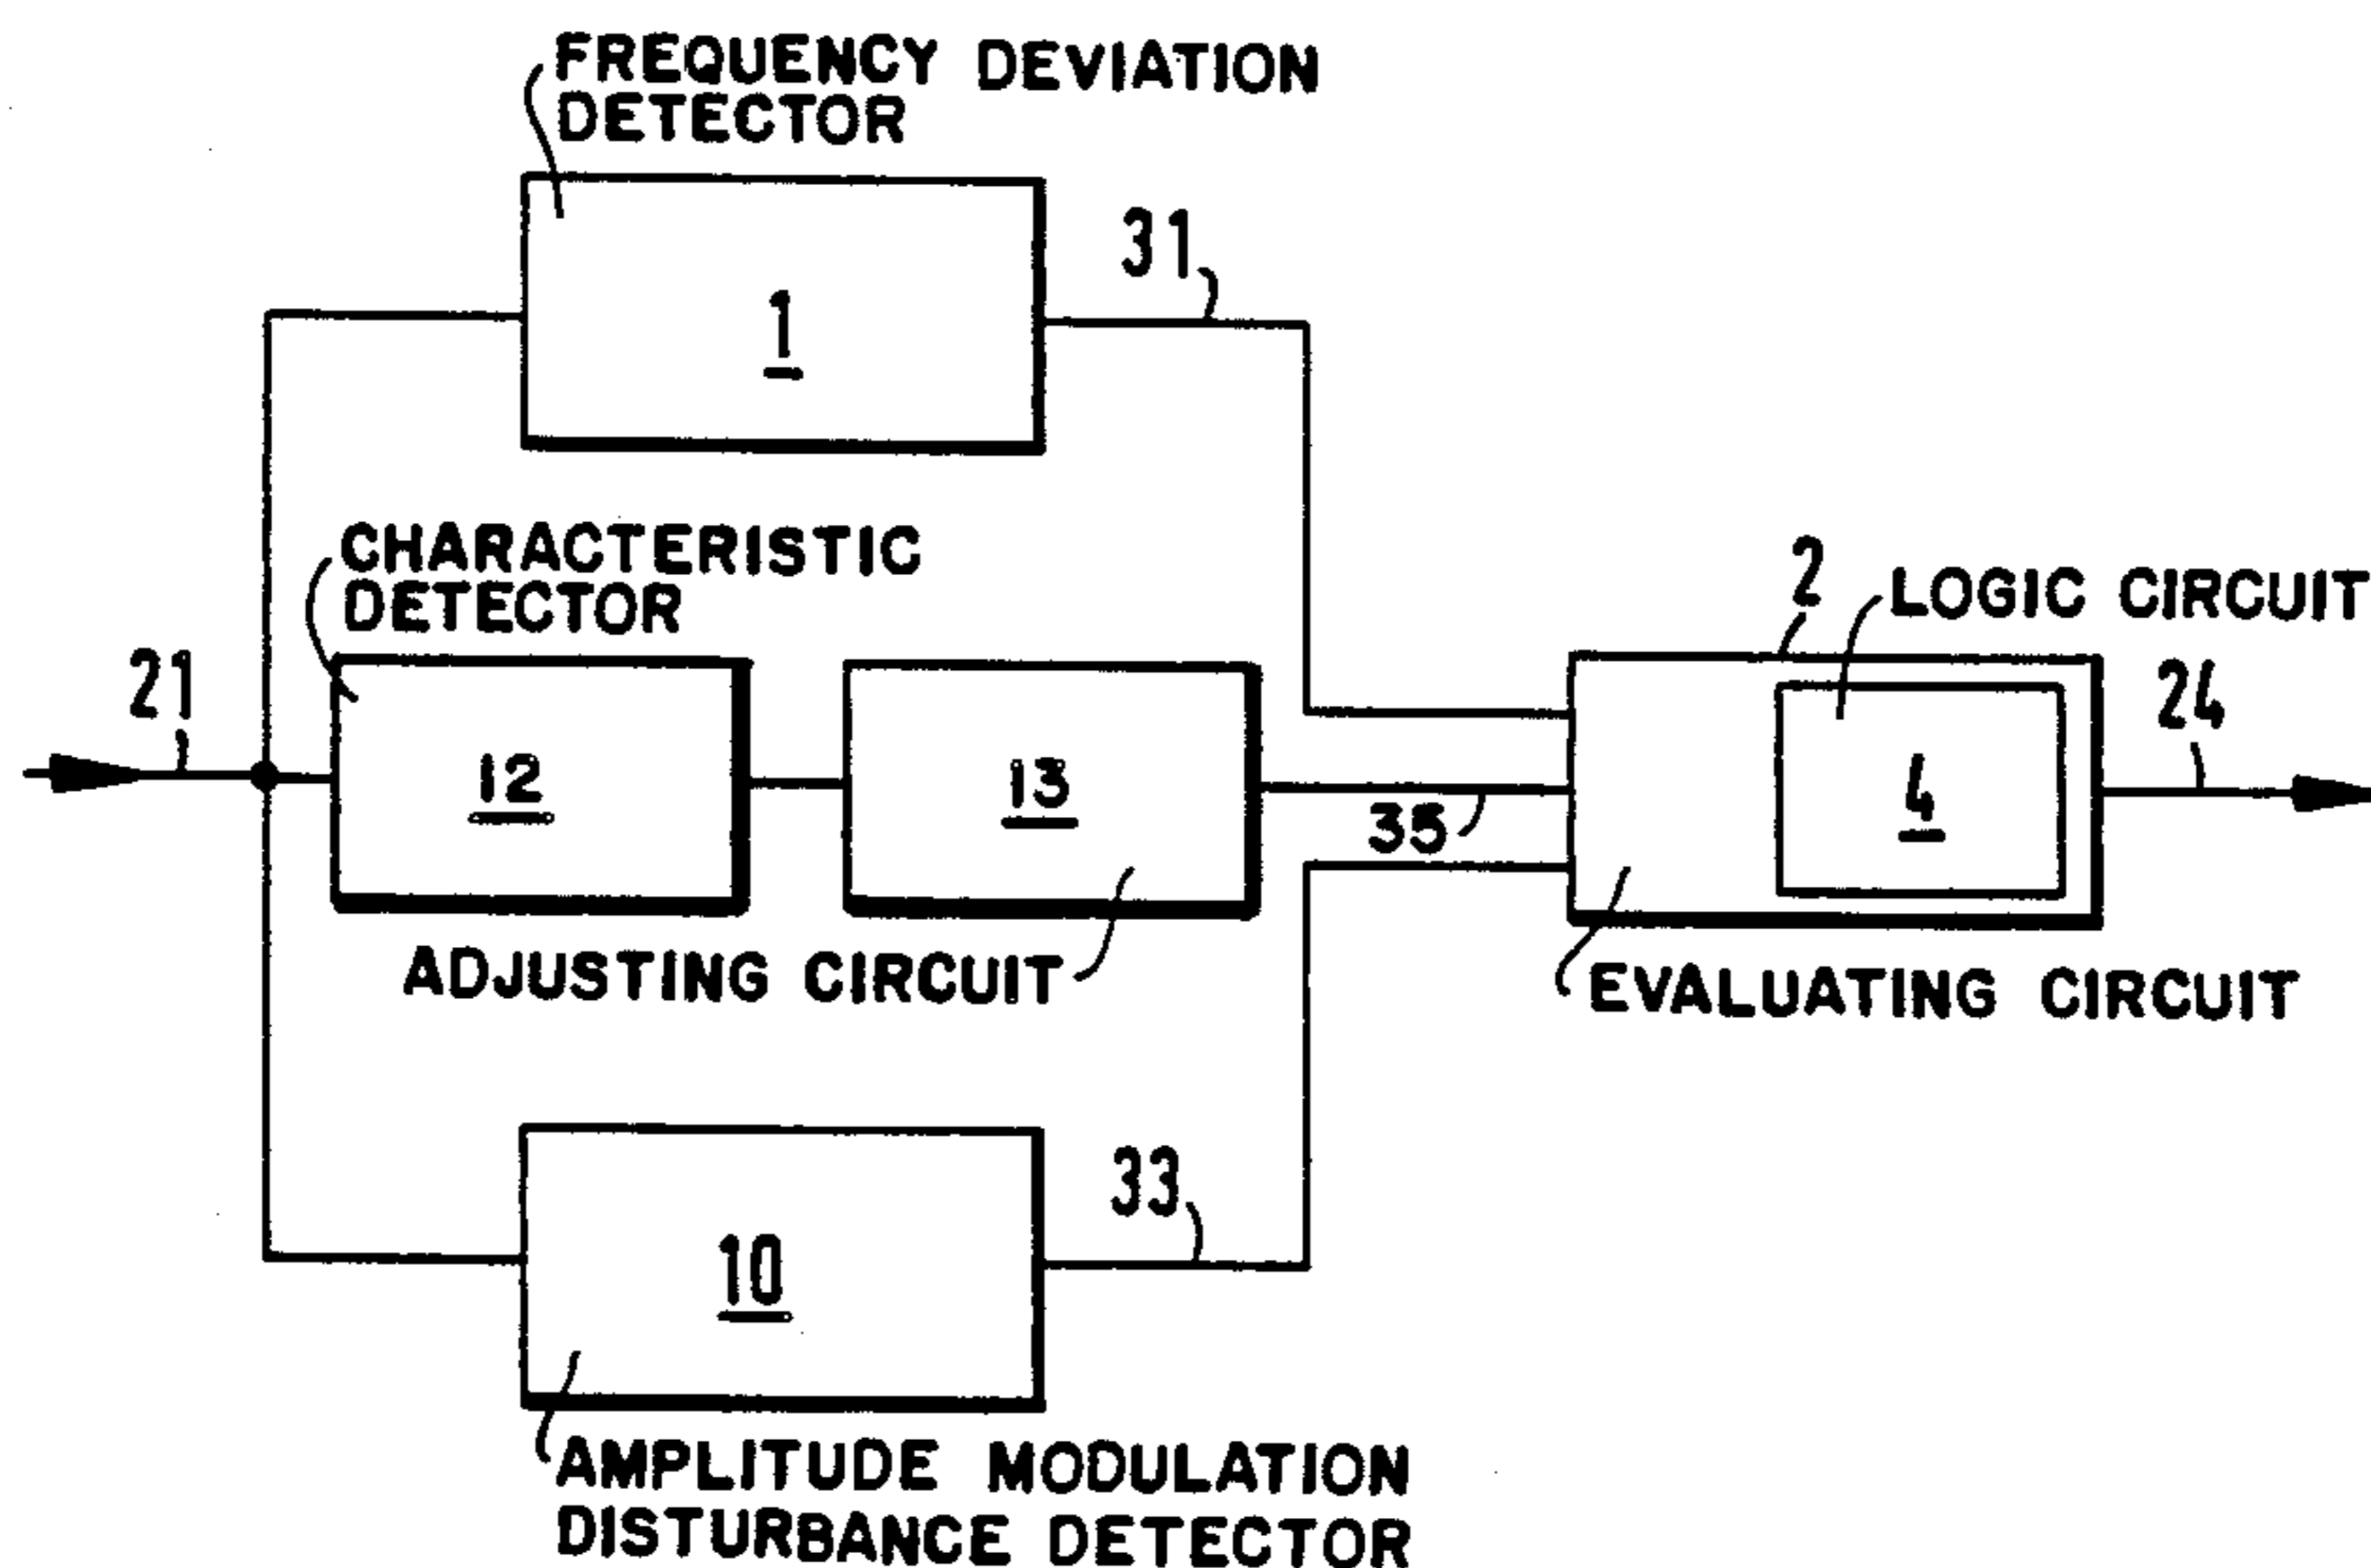 FREQUENCY DEVIATION
DETECTOR
31
1
CHARACTERISTIC
DETECTOR
2
LOGIC CIRCUIT
21
24
12
13
4
35
ADJUSTING CIRCUIT
EVALUATING CIRCUIT
33
10
AMPLITUDE MODULATION
DISTURBANCE DETECTOR